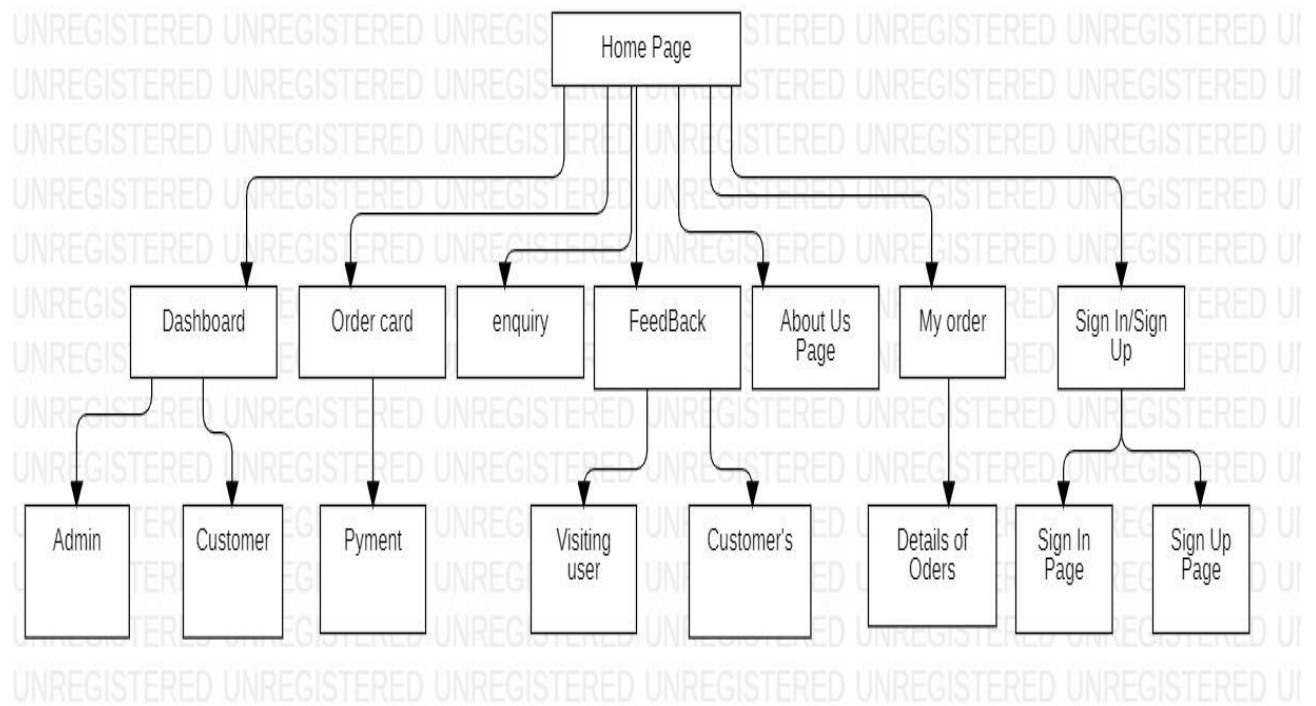 UNREGISTERED UNREGISTERED UNREGISTERED UNREGISTERED UNREGISTERED UNREGISTERED
Home Page
Dashboard
Order card
enquiry
FeedBack
About Us
Page
My order
Sign In/Sign
Up
Admin
Customer
Pyment
Visiting
user
Customer's
Details of
Oders
Sign In
Page
Sign Up
Page